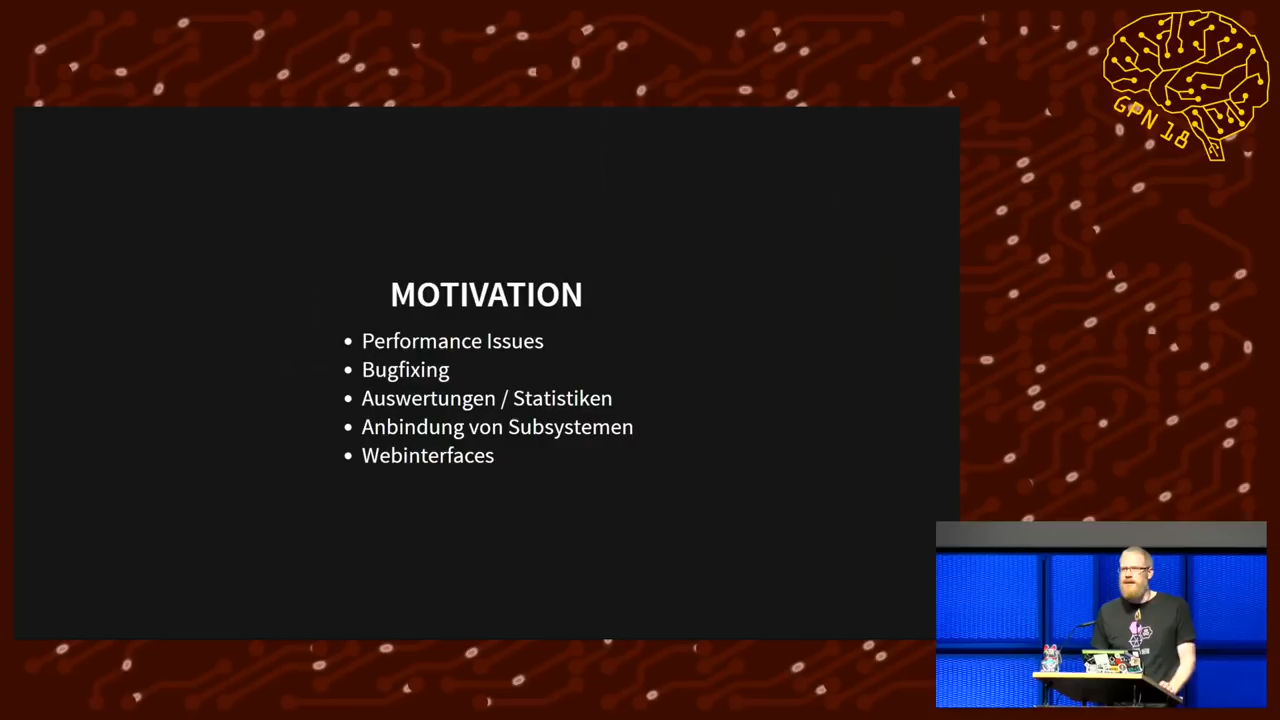 GPN 18
MOTIVATION
Performance Issues
Bugfixing
Auswertungen / Statistiken
Anbindung von Subsystemen
Webinterfaces